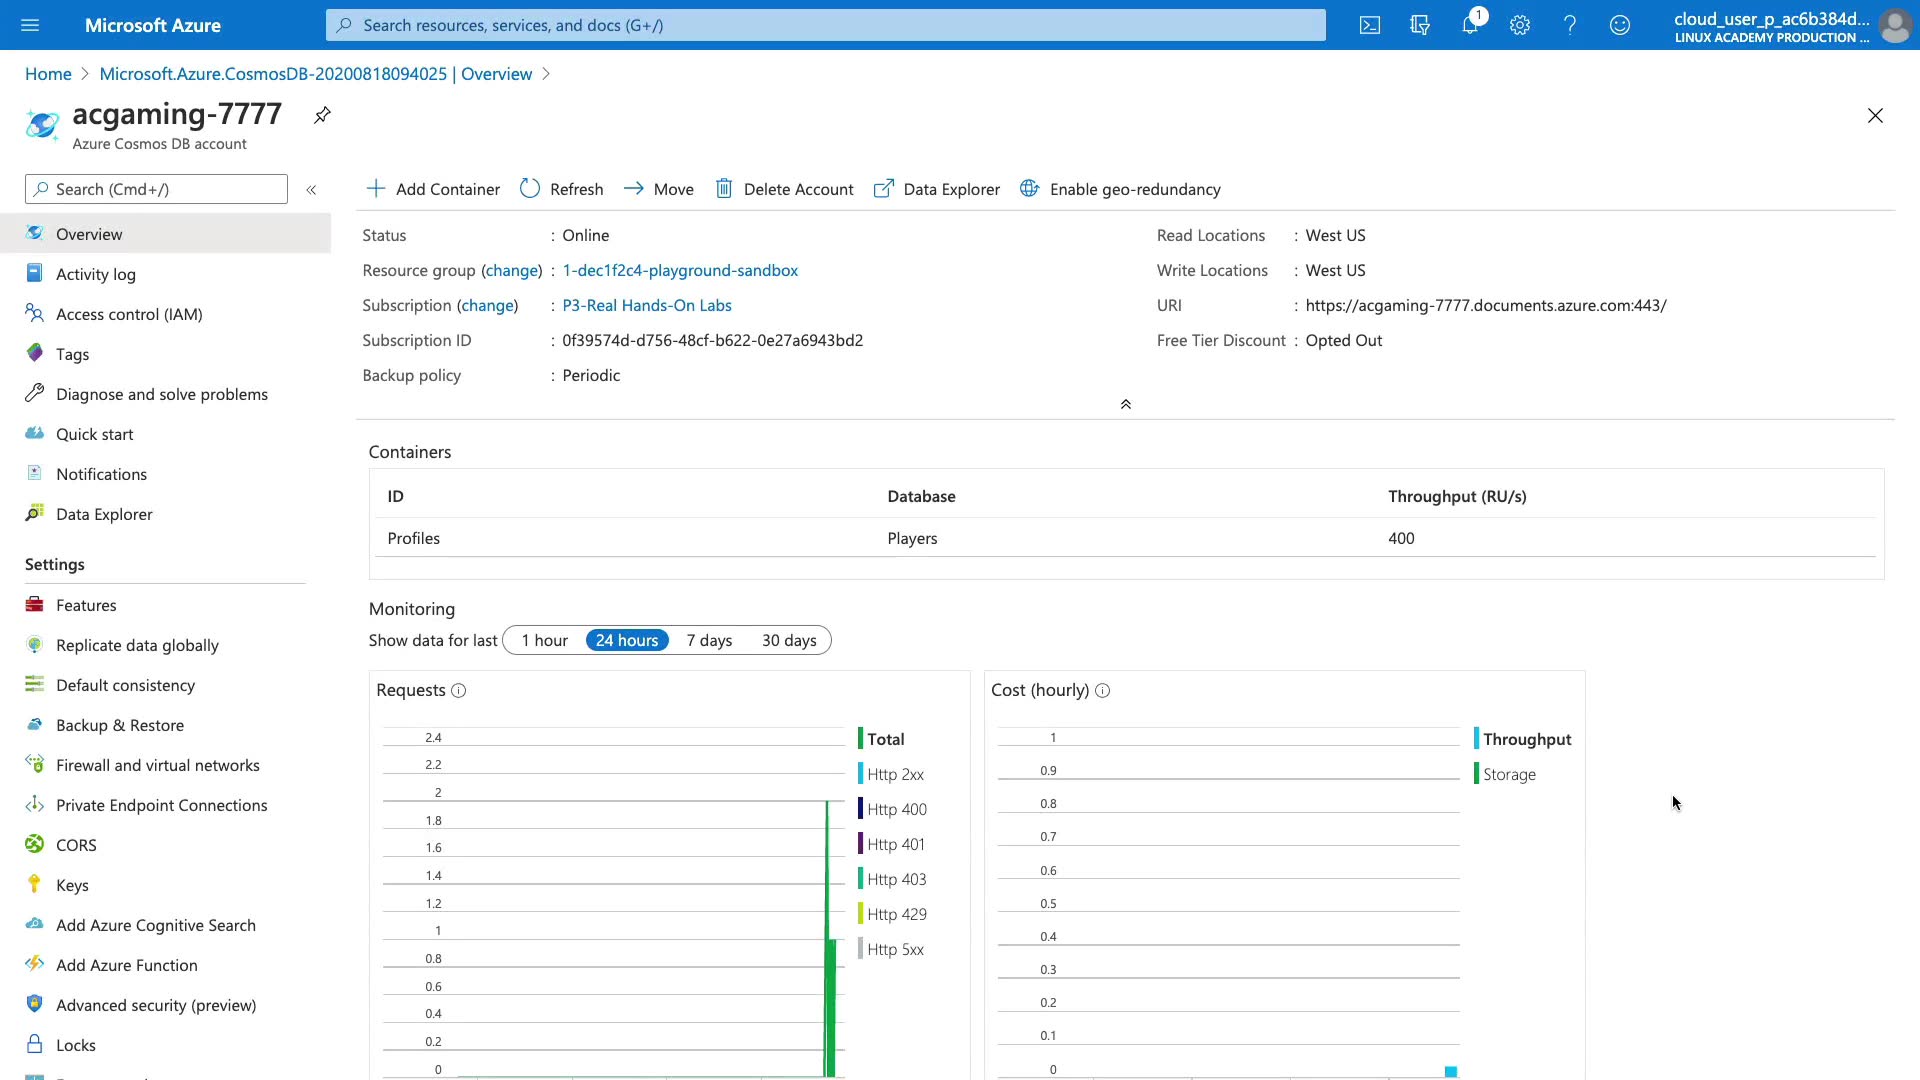 Microsoft Azure
Search resources, services, and docs (G+/)
1
cloud_user_p_ac6b384d...
LINUX ACADEMY PRODUCTION ...
Home > Microsoft.Azure.CosmosDB-20200818094025 | Overview >
acgaming-7777
Azure Cosmos DB account
Search (Cmd+/)
Add Container
Refresh
Move
Delete Account
Data Explorer
Enable geo-redundancy
Overview
Activity log
Access control (IAM)
Tags
Diagnose and solve problems
Quick start
Notifications
Data Explorer
Settings
Features
Replicate data globally
Default consistency
Backup & Restore
Firewall and virtual networks
Private Endpoint Connections
CORS
Keys
Add Azure Cognitive Search
Add Azure Function
Advanced security (preview)
Locks
Status : Online
Resource group (change) : 1-dec1f2c4-playground-sandbox
Subscription (change) : P3-Real Hands-On Labs
Subscription ID : 0f39574d-d756-48cf-b622-0e27a6943bd2
Backup policy : Periodic
Read Locations : West US
Write Locations : West US
URI : https://acgaming-7777.documents.azure.com:443/
Free Tier Discount : Opted Out
Containers
ID Database Throughput (RU/s)
Profiles Players 400
Monitoring
Show data for last 1 hour 24 hours 7 days 30 days
Requests
2.4
2.2
2
1.8
1.6
1.4
1.2
1
0.8
0.6
0.4
0.2
0
Total
Http 2xx
Http 400
Http 401
Http 403
Http 429
Http 5xx
Cost (hourly)
1
0.9
0.8
0.7
0.6
0.5
0.4
0.3
0.2
0.1
0
Throughput
Storage